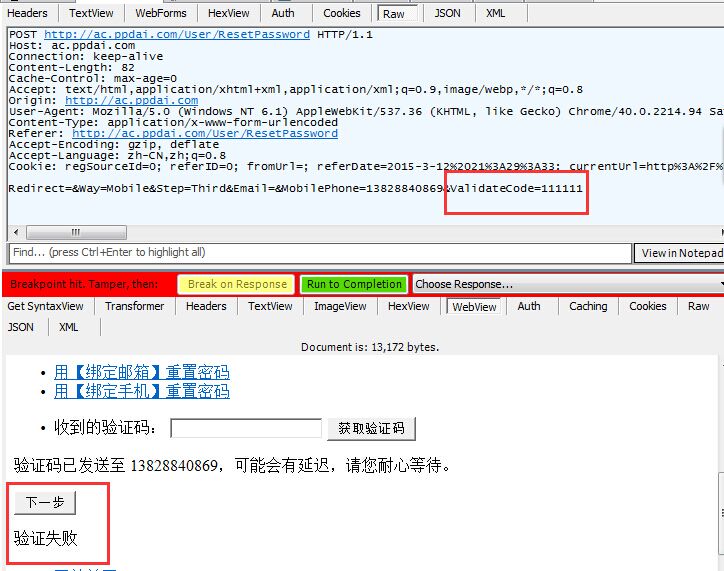 Headers TextView WebForms HexView Auth Cookies Raw JSON XML
POST http://ac.ppdai.com/User/ResetPassword HTTP/1.1
Host: ac.ppdai.com
Connection: keep-alive
Content-Length: 82
Cache-Control: max-age=0
Accept: text/html,application/xhtml+xml,application/xml;q=0.9,image/webp,*/*;q=0.8
Origin: http://ac.ppdai.com
User-Agent: Mozilla/5.0 (Windows NT 6.1) AppleWebKit/537.36 (KHTML, like Gecko) Chrome/40.0.2214.94 Sa
Content-Type: application/x-www-form-urlencoded
Referer: http://ac.ppdai.com/User/ResetPassword
Accept-Encoding: gzip, deflate
Accept-Language: zh-CN,zh;q=0.8
Cookie: regSourceId=0; referID=0; fromUrl=; referDate=2015-3-12%2021%3A29%3A33; currentUrl=http%3A%2F%
Redirect=&Way=Mobile&Step=Third&Email=&MobilePhone=13828840869&ValidateCode=111111
Find... (press Ctrl+Enter to highlight all) View in Notepad
Breakpoint hit. Tamper, then: Break on Response Run to Completion Choose Response...
Get SyntaxView Transformer Headers TextView ImageView HexView WebView Auth Caching Cookies Raw
JSON XML
Document is: 13,172 bytes.
• 用【绑定邮箱】重置密码
• 用【绑定手机】重置密码
• 收到的验证码： 获取验证码
验证码已发送至 13828840869，可能会有延迟，请您耐心等待。
下一步
验证失败